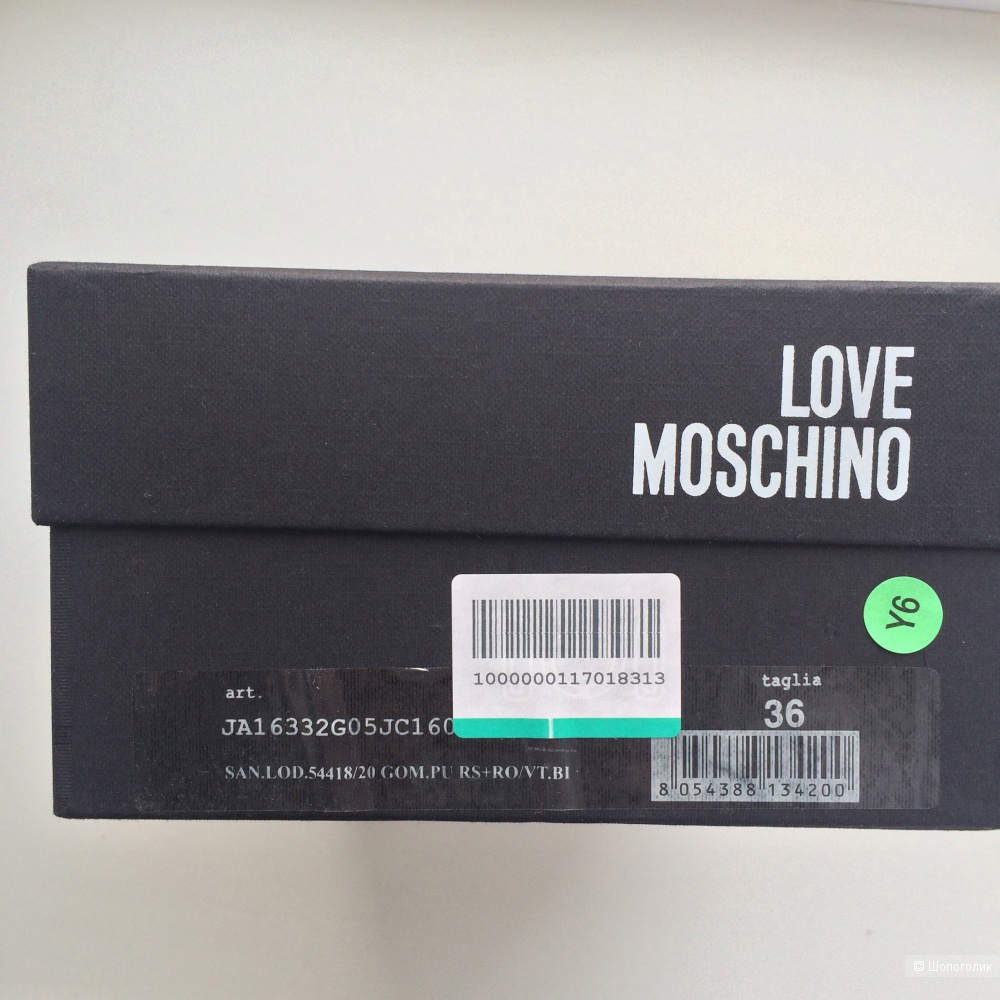 LOVE
MOSCHINO
Y6
1000000117018313
art.
JA16332G05JC160
SAN.LOD.54418/20 GOM.PU RS+RO/VT.BI
taglia
36
8 054388 134200
© Шопоголик